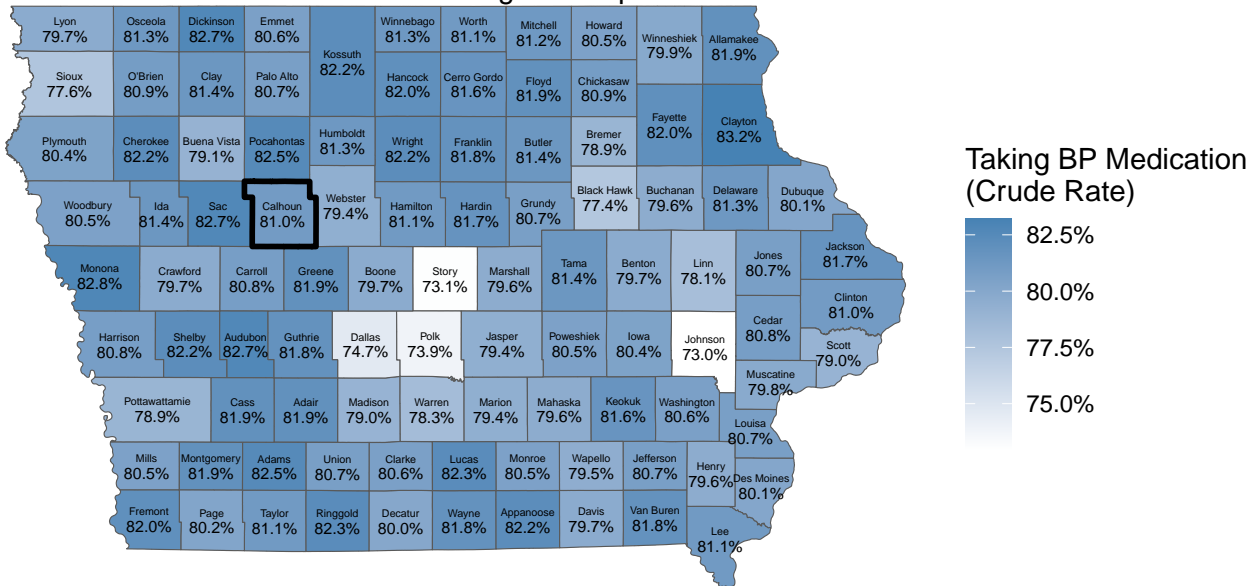 Lyon
79.7%
Osceola
81.3%
Dickinson
82.7%
Emmet
80.6%
Kossuth
82.2%
Winnebago
81.3%
Worth
81.1%
Mitchell
81.2%
Howard
80.5%
Winneshiek
79.9%
Allamakee
81.9%
Sioux
77.6%
O'Brien
80.9%
Clay
81.4%
Palo Alto
80.7%
Hancock
82.0%
Cerro Gordo
81.6%
Floyd
81.9%
Chickasaw
80.9%
Fayette
82.0%
Clayton
83.2%
Plymouth
80.4%
Cherokee
82.2%
Buena Vista
79.1%
Pocahontas
82.5%
Humboldt
81.3%
Wright
82.2%
Franklin
81.8%
Butler
81.4%
Bremer
78.9%
Woodbury
80.5%
Ida
81.4%
Sac
82.7%
Calhoun
81.0%
Webster
79.4%
Hamilton
81.1%
Hardin
81.7%
Grundy
80.7%
Black Hawk
77.4%
Buchanan
79.6%
Delaware
81.3%
Dubuque
80.1%
Monona
82.8%
Crawford
79.7%
Carroll
80.8%
Greene
81.9%
Boone
79.7%
Story
73.1%
Marshall
79.6%
Tama
81.4%
Benton
79.7%
Linn
78.1%
Jones
80.7%
Jackson
81.7%
Clinton
81.0%
Harrison
80.8%
Shelby
82.2%
Audubon
82.7%
Guthrie
81.8%
Dallas
74.7%
Polk
73.9%
Jasper
79.4%
Poweshiek
80.5%
Iowa
80.4%
Johnson
73.0%
Cedar
80.8%
Scott
79.0%
Muscatine
79.8%
Pottawattamie
78.9%
Cass
81.9%
Adair
81.9%
Madison
79.0%
Warren
78.3%
Marion
79.4%
Mahaska
79.6%
Keokuk
81.6%
Washington
80.6%
Louisa
80.7%
Mills
80.5%
Montgomery
81.9%
Adams
82.5%
Union
80.7%
Clarke
80.6%
Lucas
82.3%
Monroe
80.5%
Wapello
79.5%
Jefferson
80.7%
Henry
79.6%
Des Moines
80.1%
Fremont
82.0%
Page
80.2%
Taylor
81.1%
Ringgold
82.3%
Decatur
80.0%
Wayne
81.8%
Appanoose
82.2%
Davis
79.7%
Van Buren
81.8%
Lee
81.1%
Taking BP Medication
(Crude Rate)
82.5%
80.0%
77.5%
75.0%